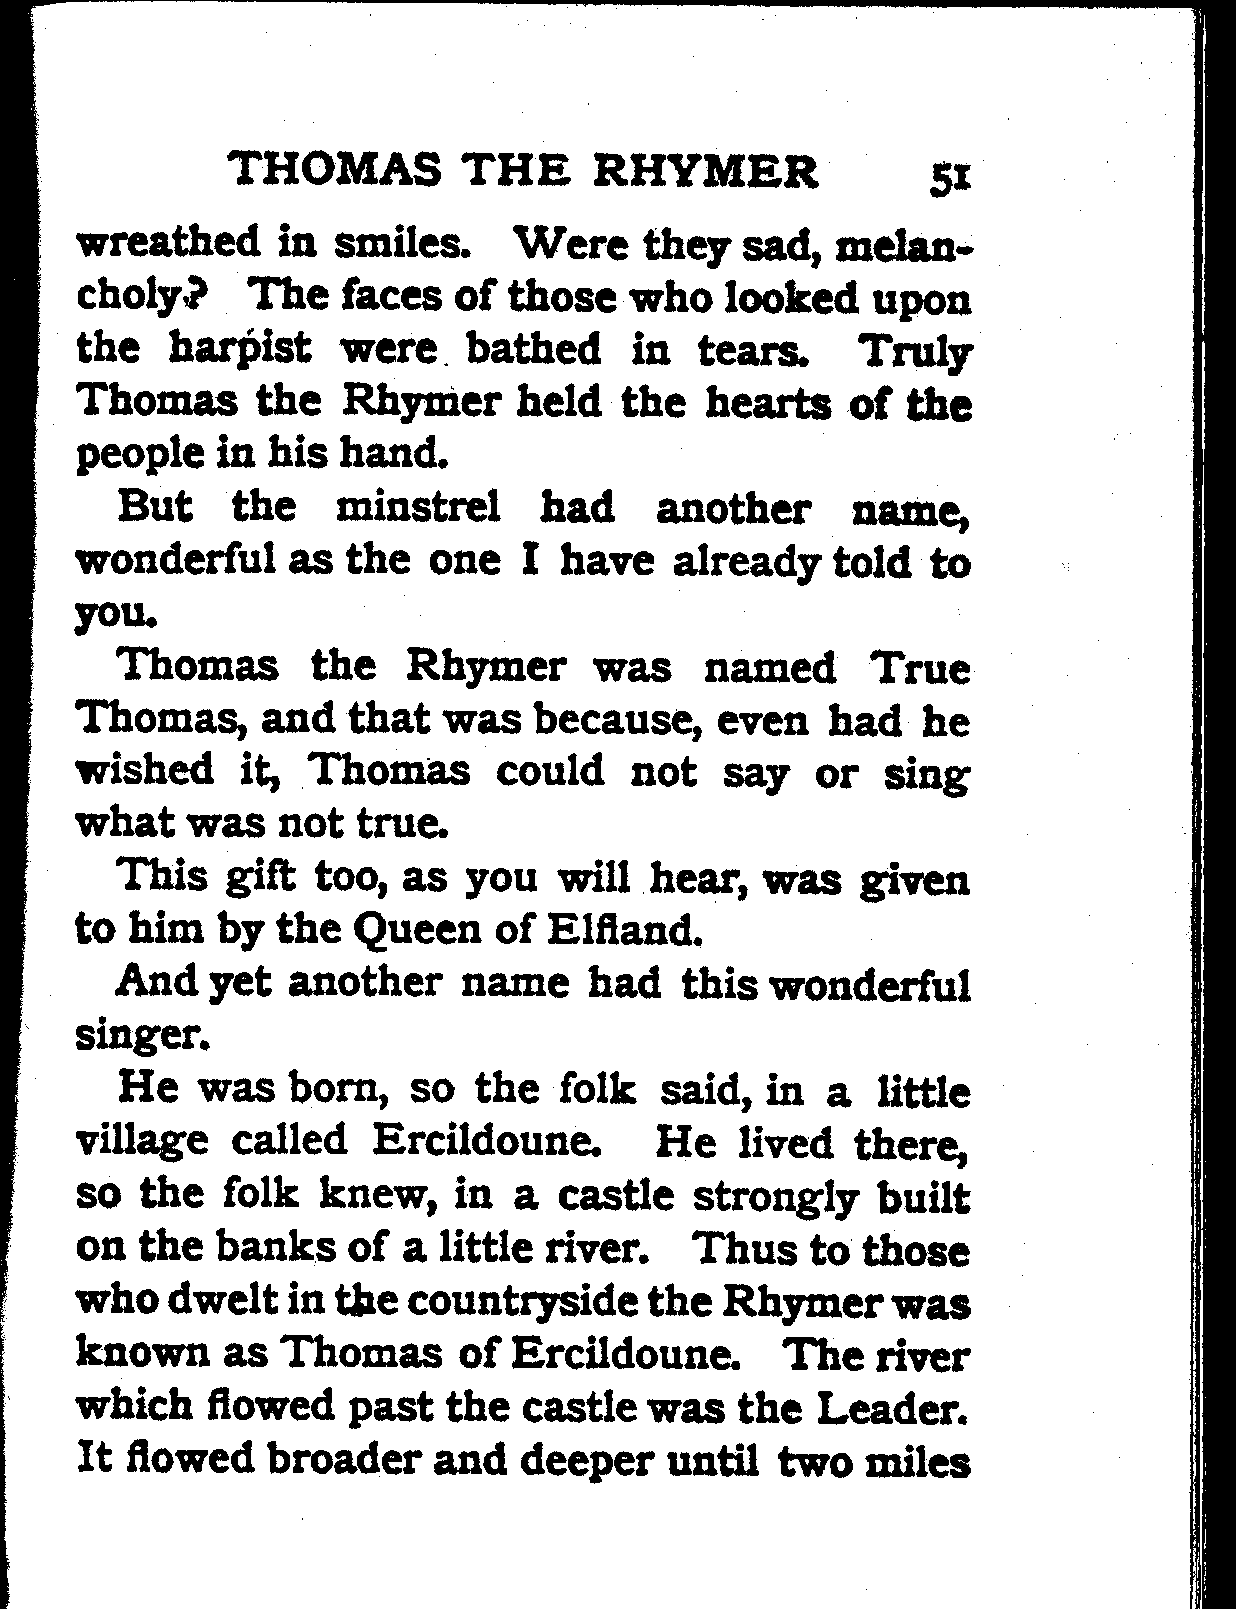 THOMAS THE RHYMER 51
wreathed in smiles. Were they sad, melan-
choly? The faces of those who looked upon
the harpist were bathed in tears. Truly
Thomas the Rhymer held the hearts of the
people in his hand.
But the minstrel had another name,
wonderful as the one I have already told to
you.
Thomas the Rhymer was named True
Thomas, and that was because, even had he
wished it, Thomas could not say or sing
what was not true.
This gift too, as you will hear, was given
to him by the Queen of Elfland.
And yet another name had this wonderful
singer.
He was born, so the folk said, in a little
village called Ercildoune. He lived there,
so the folk knew, in a castle strongly built
on the banks of a little river. Thus to those
who dwelt in the countryside the Rhymer was
known as Thomas of Ercildoune. The river
which flowed past the castle was the Leader.
It flowed broader and deeper until two miles